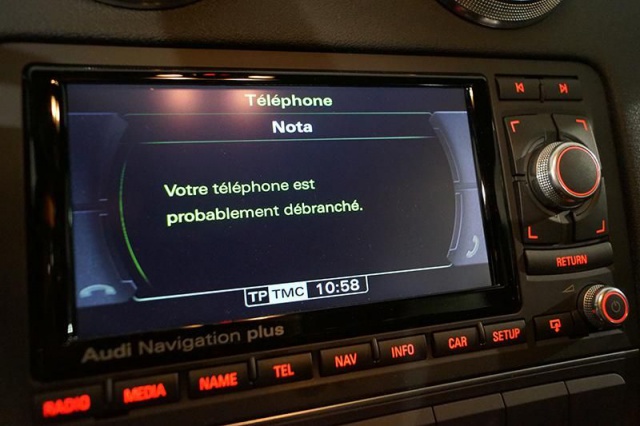 Téléphone
Nota
Votre téléphone est
probablement débranché.
TP TMC 10:58
Audi Navigation plus
RETURN
RADIO MEDIA NAME TEL NAV INFO CAR SETUP